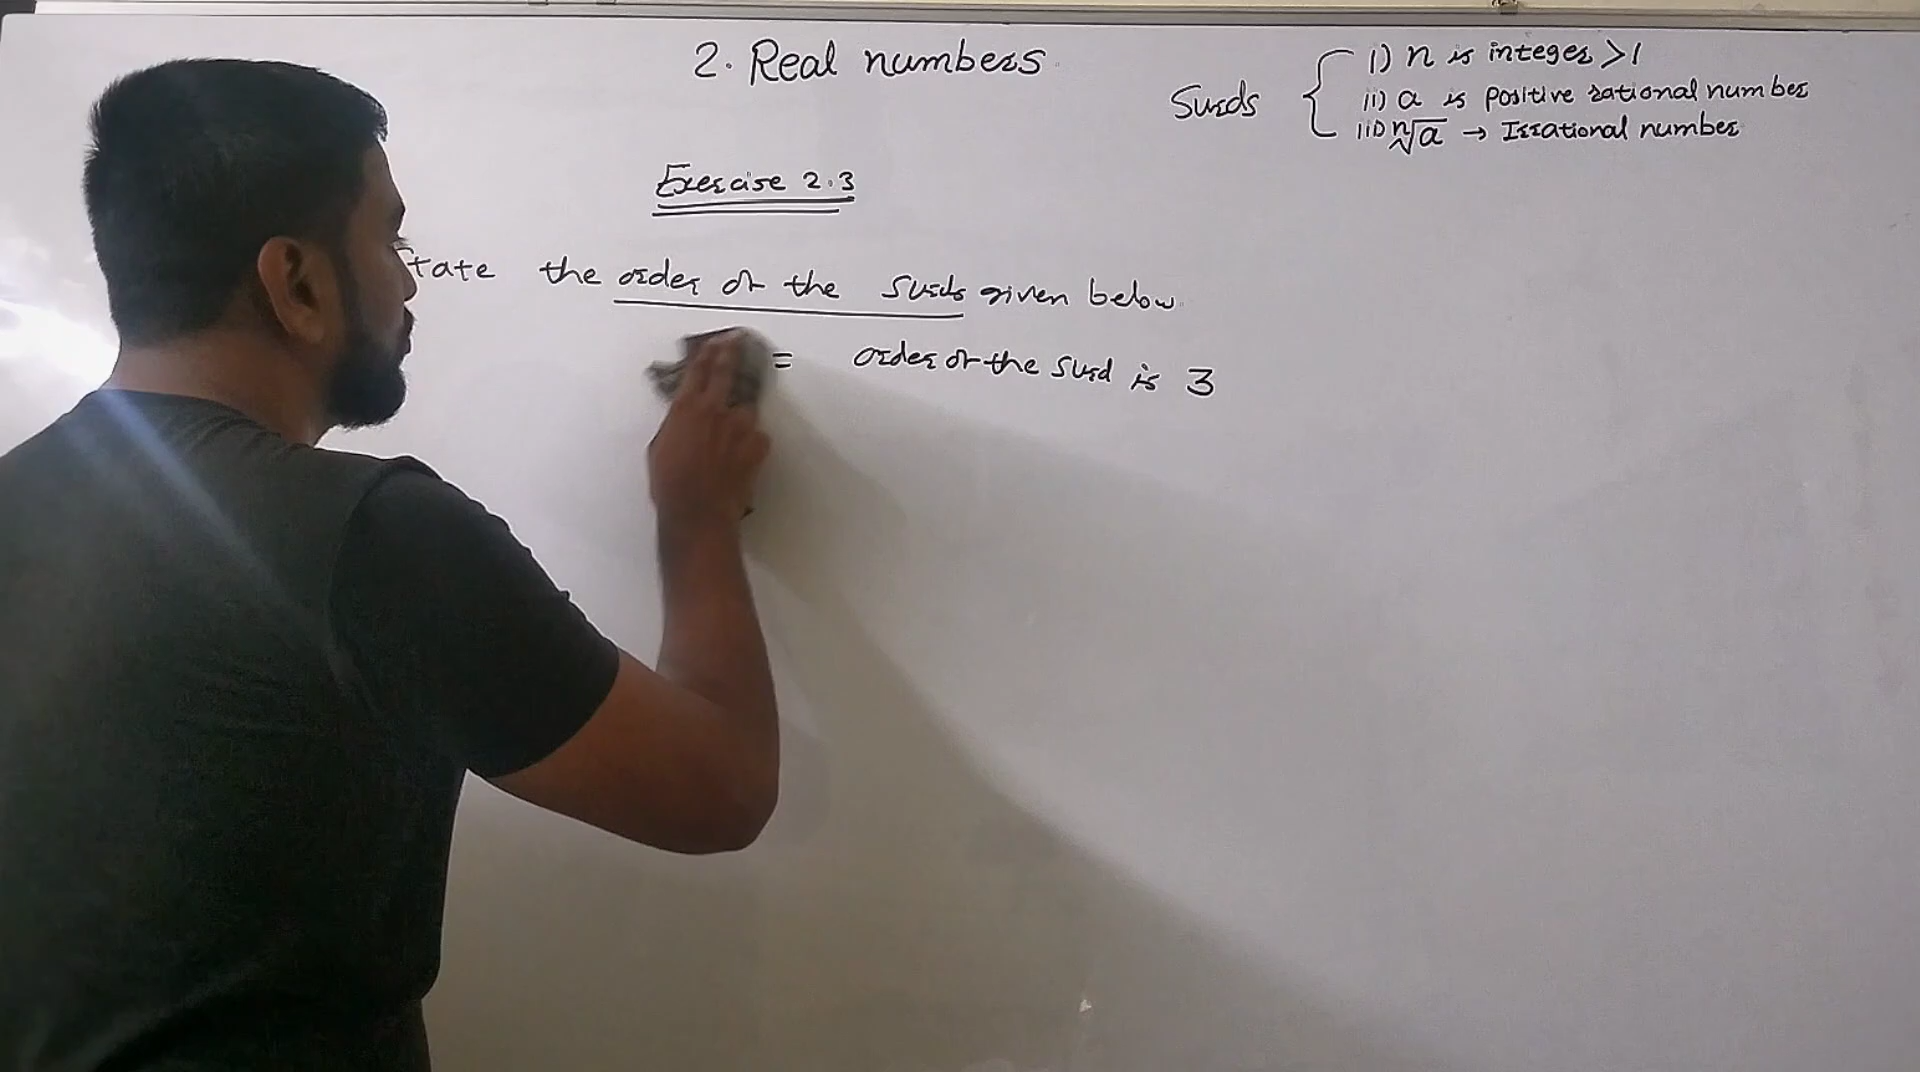 2. Real numbers
Surds
i) n is integer >1
ii) a is positive rational number
iii) ⁿ√a → Irrational number
Exercise 2.3
State the order of the surds given below.
= order of the surd is 3